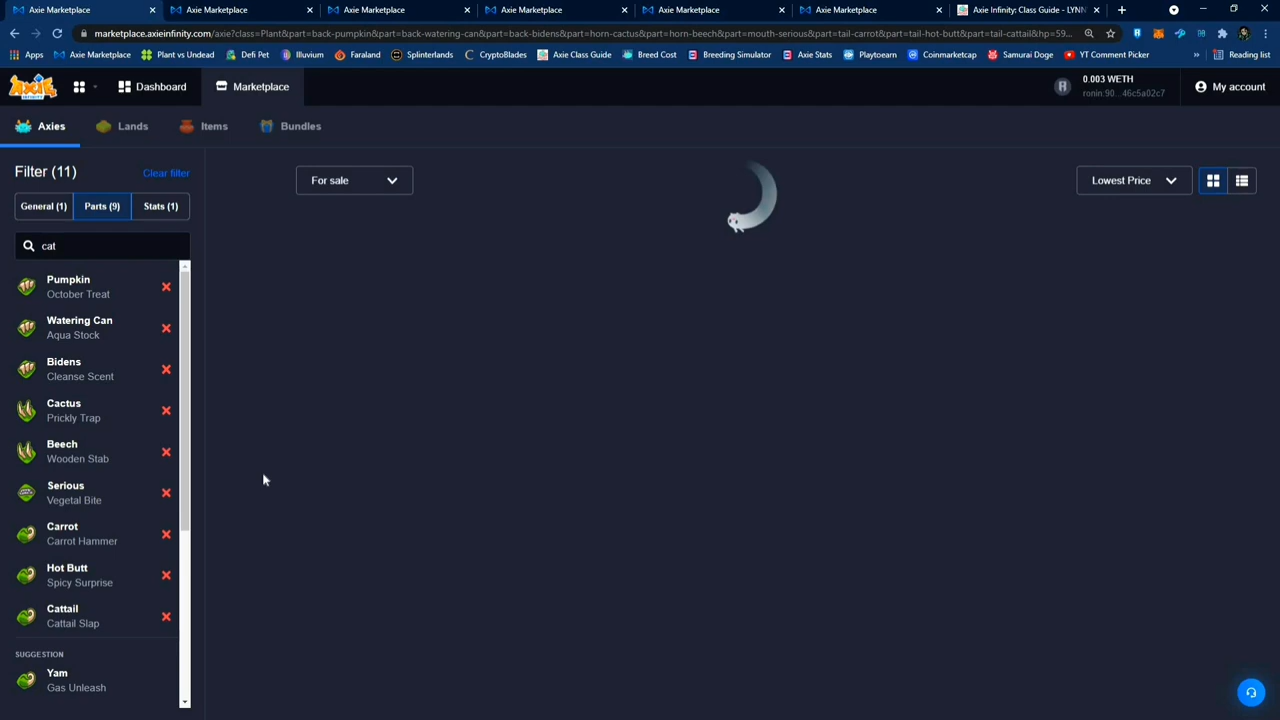 Axie Marketplace
Axie Marketplace
Axie Marketplace
Axie Marketplace
Axie Marketplace
Axie Marketplace
Axie Infinity: Class Guide - LYNN
marketplace.axieinfinity.com/axie?class=Plant&part=back-pumpkin&part=back-watering-can&part=back-bidens&part=horn-cactus&part=horn-beech&part=mouth-serious&part=tail-carrot&part=tail-hot-butt&part=tail-cattail&hp=59...
Apps
Axie Marketplace
Plant vs Undead
Defi Pet
Illuvium
Faraland
Splinterlands
CryptoBlades
Axie Class Guide
Breed Cost
Breeding Simulator
Axie Stats
Playtoearn
Coinmarketcap
Samurai Doge
YT Comment Picker
»
Reading list
AXIE
INFINITY
Dashboard
Marketplace
0.003 WETH
ronin:90...46c5a02c7
My account
Axies
Lands
Items
Bundles
Filter (11)
Clear filter
General (1)
Parts (9)
Stats (1)
For sale
Lowest Price
cat
Pumpkin
October Treat
Watering Can
Aqua Stock
Bidens
Cleanse Scent
Cactus
Prickly Trap
Beech
Wooden Stab
Serious
Vegetal Bite
Carrot
Carrot Hammer
Hot Butt
Spicy Surprise
Cattail
Cattail Slap
SUGGESTION
Yam
Gas Unleash